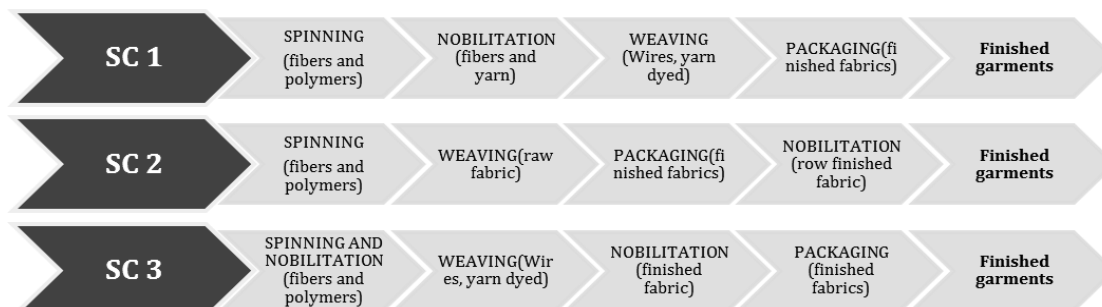 SC 1
SPINNING
(fibers and
polymers)
NOBILITATION
(fibers and
yarn)
WEAVING
(Wires, yarn
dyed)
PACKAGING(fi
nished fabrics)
Finished
garments
SC 2
SPINNING
(fibers and
polymers)
WEAVING(raw
fabric)
PACKAGING(fi
nished fabrics)
NOBILITATION
(row finished
fabric)
Finished
garments
SC 3
SPINNING AND
NOBILITATION
(fibers and
polymers)
WEAVING(Wir
es, yarn dyed)
NOBILITATION
(finished
fabric)
PACKAGING
(finished
fabrics)
Finished
garments